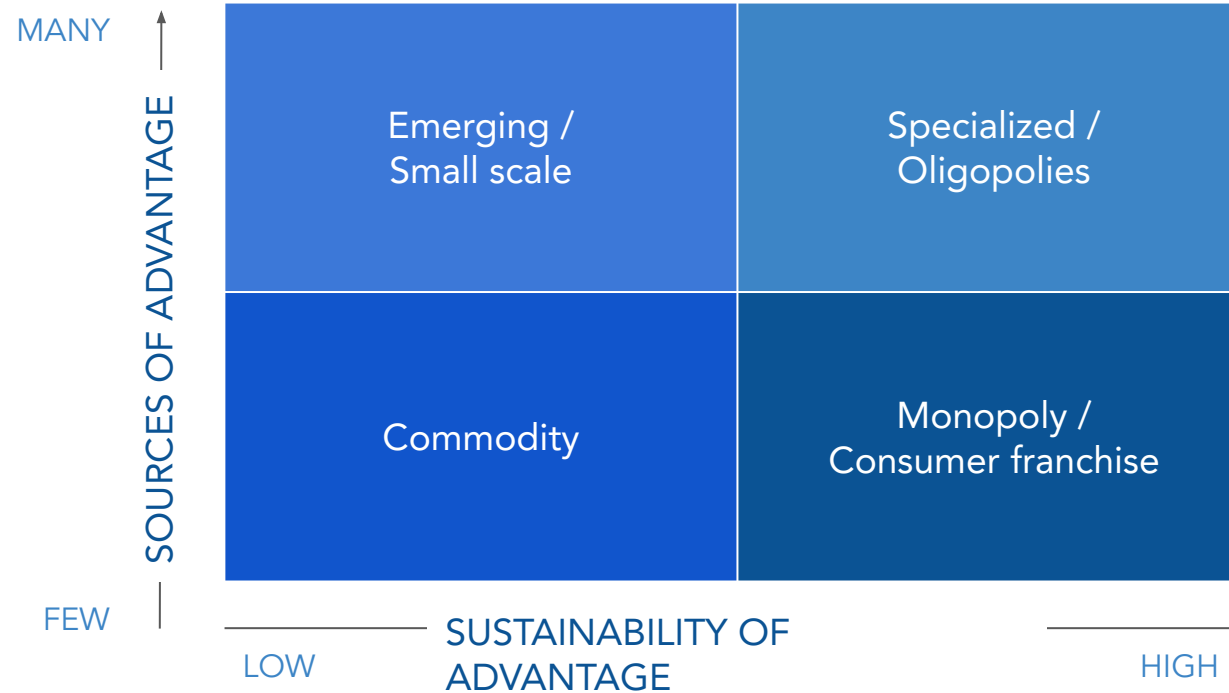 MANY
SOURCES OF ADVANTAGE
FEW
Emerging /
Small scale
Specialized /
Oligopolies
Commodity
Monopoly /
Consumer franchise
LOW
SUSTAINABILITY OF
ADVANTAGE
HIGH